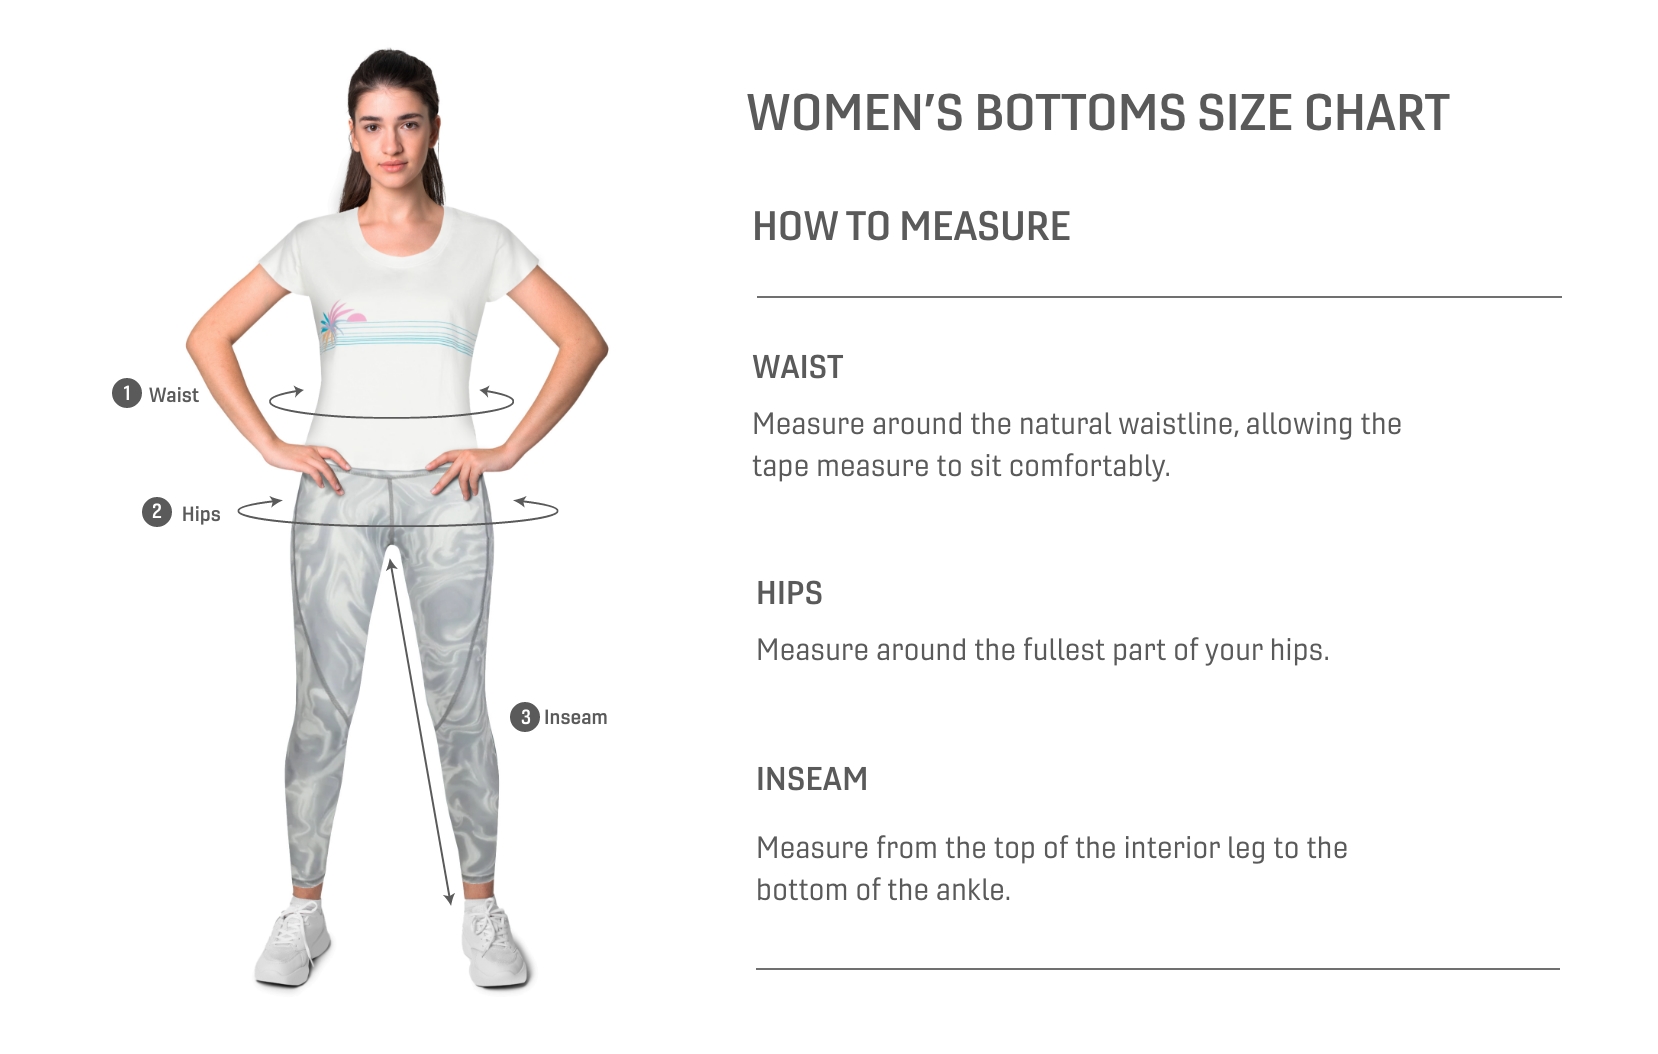 WOMEN’S BOTTOMS SIZE CHART
HOW TO MEASURE
WAIST
Measure around the natural waistline, allowing the
tape measure to sit comfortably.
HIPS
Measure around the fullest part of your hips.
INSEAM
Measure from the top of the interior leg to the
bottom of the ankle.
1 Waist
2 Hips
3 Inseam